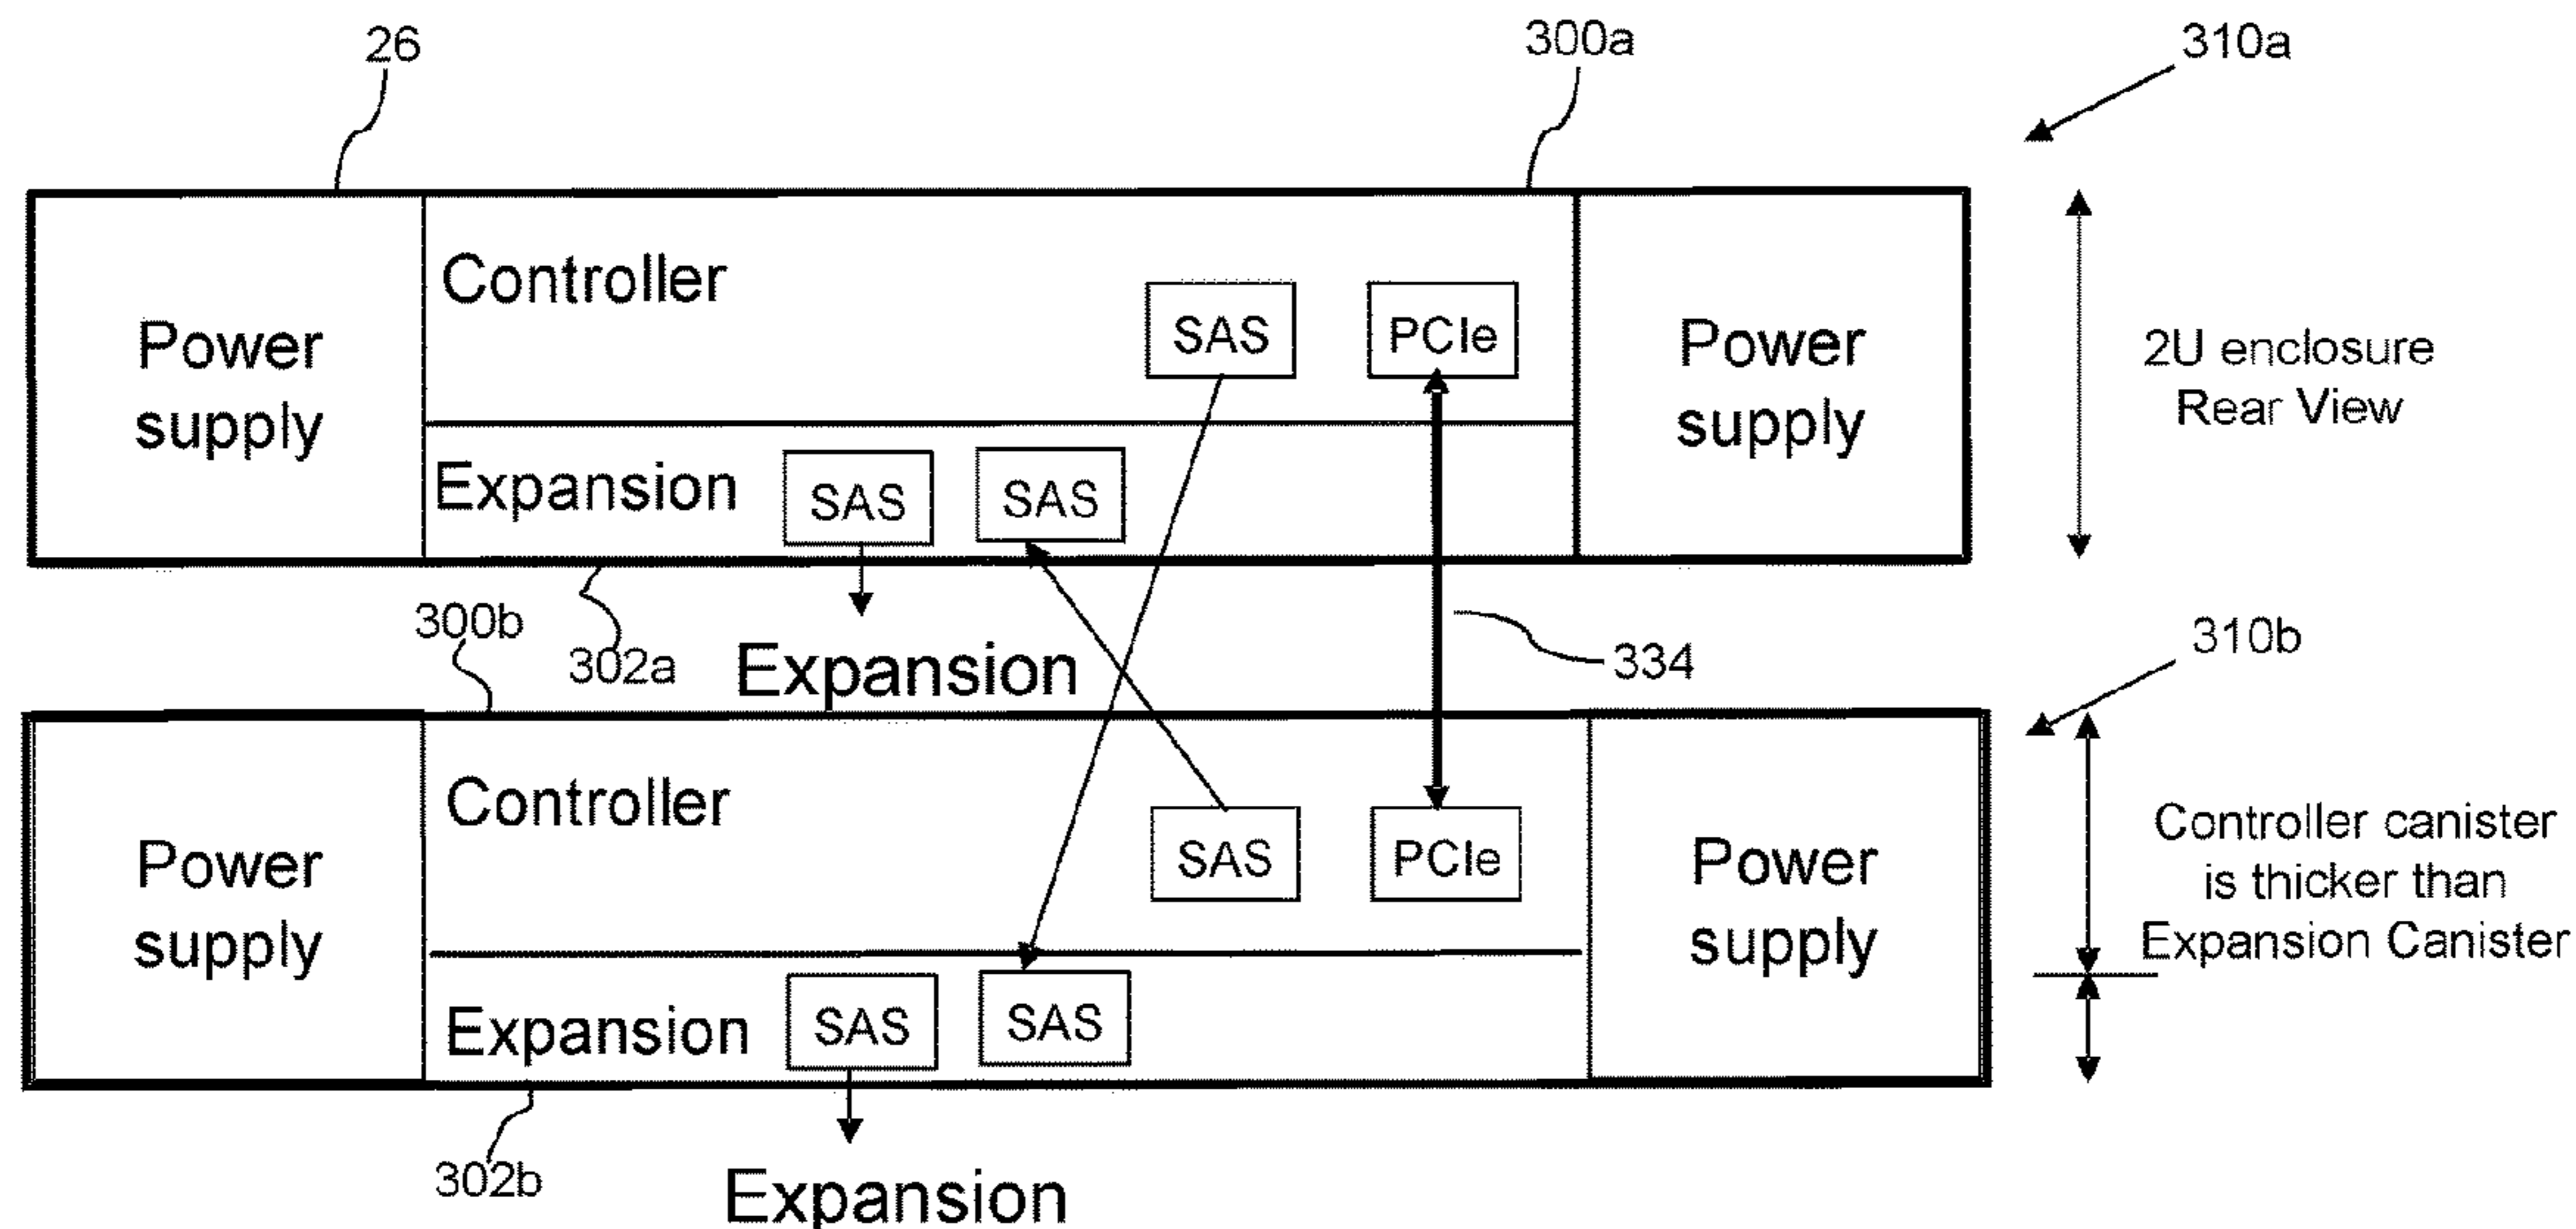 26
300a
310a
Power
supply
Controller
SAS
PCIe
Power
supply
2U enclosure
Rear View
Expansion
SAS
SAS
300b
302a
Expansion
334
310b
Power
supply
Controller
SAS
PCIe
Power
supply
Controller canister
is thicker than
Expansion Canister
Expansion
SAS
SAS
302b
Expansion